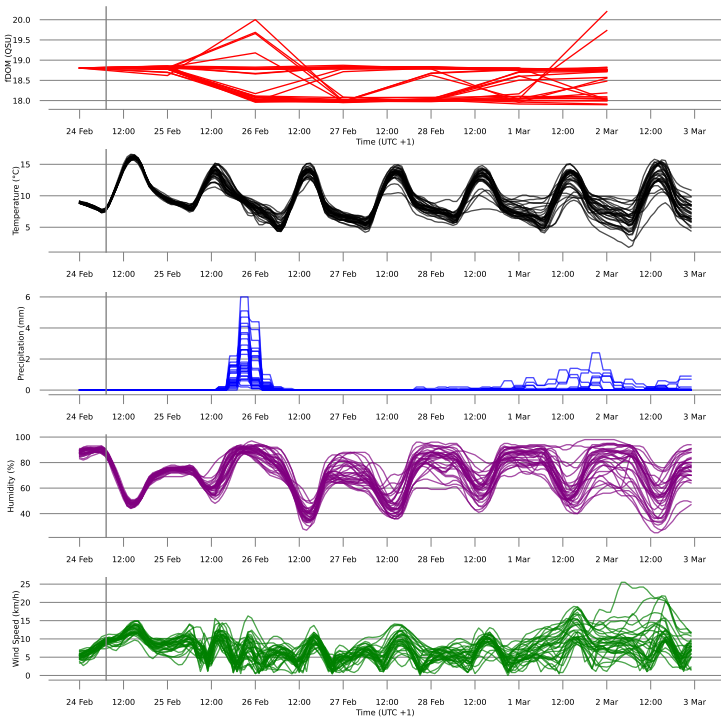 20.0
19.0
18.5
18.0
fDOM (QSU)
24 Feb 12:00 25 Feb 12:00 26 Feb 12:00 27 Feb 12:00 28 Feb 12:00 1 Mar 12:00 2 Mar 12:00 3 Mar
Time (UTC +1)
15
10
5
Temperature (°C)
24 Feb 12:00 25 Feb 12:00 26 Feb 12:00 27 Feb 12:00 28 Feb 12:00 1 Mar 12:00 2 Mar 12:00 3 Mar
6
4
2
0
Precipitation (mm)
24 Feb 12:00 25 Feb 12:00 26 Feb 12:00 27 Feb 12:00 28 Feb 12:00 1 Mar 12:00 2 Mar 12:00 3 Mar
100
80
60
40
Humidity (%)
24 Feb 12:00 25 Feb 12:00 26 Feb 12:00 27 Feb 12:00 28 Feb 12:00 1 Mar 12:00 2 Mar 12:00 3 Mar
25
20
15
10
5
0
Wind Speed (km/h)
24 Feb 12:00 25 Feb 12:00 26 Feb 12:00 27 Feb 12:00 28 Feb 12:00 1 Mar 12:00 2 Mar 12:00 3 Mar
Time (UTC +1)